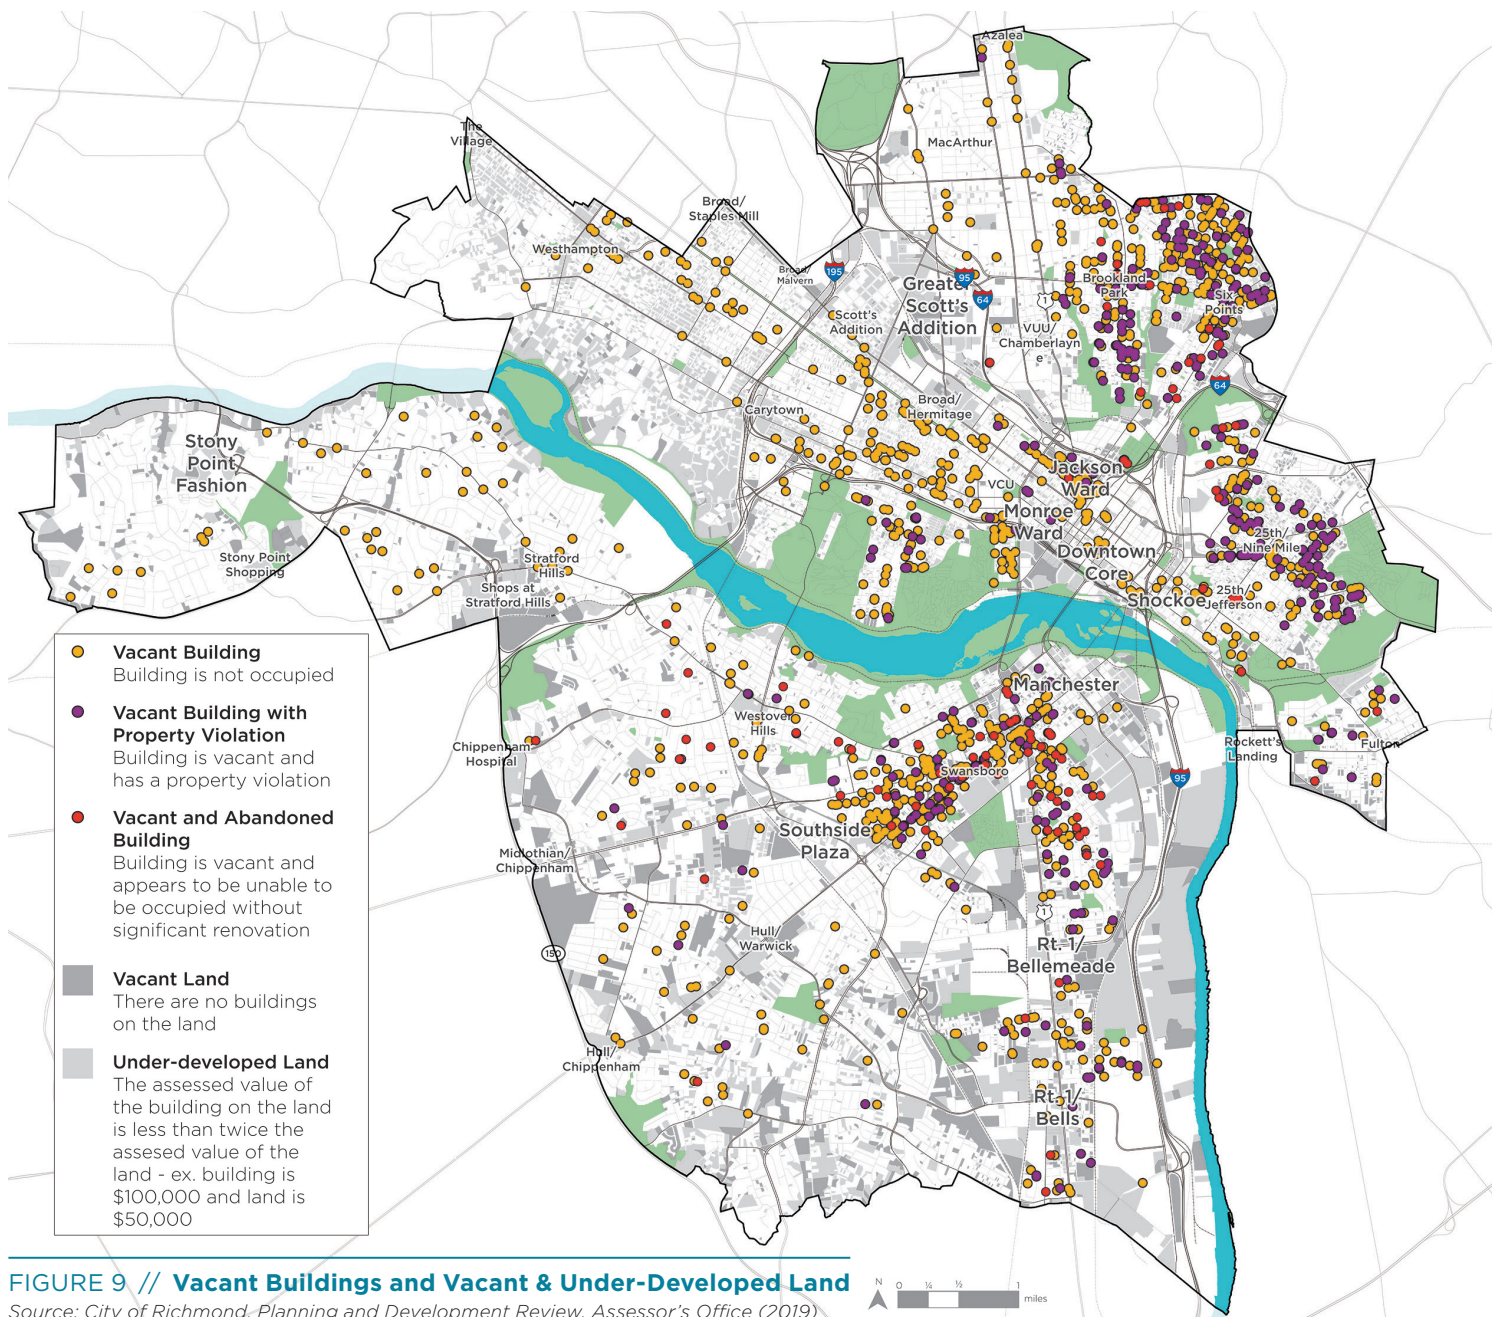 Azalea
The
Village
MacArthur
Broad/
Staples Mill
Westhampton
Broad/
Malvern
195
95
64
Greater
Scott's
Addition
Scott's
Addition
1
VUU/
Chamberlayn
e
Brookland
Park
Six
Points
64
Carytown
Broad/
Hermitage
Stony
Point
Fashion
Jackson
Ward
VCU
Monroe
Ward
25th/
Nine Mile
Downtown
Core
Stony Point
Shopping
Stratford
Hills
Shops at
Stratford Hills
Shockoe
25th
Jefferson
Manchester
Westover
Hills
Chippenham
Hospital
Rockett's
Landing
Fulton
95
Swansboro
Southside
Plaza
Midlothian/
Chippenham
1
Hull/
Warwick
150
Rt. 1/
Bellemeade
Hull/
Chippenham
Rt. 1/
Bells
Vacant Building
Building is not occupied
Vacant Building with
Property Violation
Building is vacant and
has a property violation
Vacant and Abandoned
Building
Building is vacant and
appears to be unable to
be occupied without
significant renovation
Vacant Land
There are no buildings
on the land
Under-developed Land
The assessed value of
the building on the land
is less than twice the
assesed value of the
land - ex. building is
$100,000 and land is
$50,000
FIGURE 9 // Vacant Buildings and Vacant & Under-Developed Land
Source: City of Richmond, Planning and Development Review, Assessor's Office (2019)
N
0 ¼ ½ 1
miles